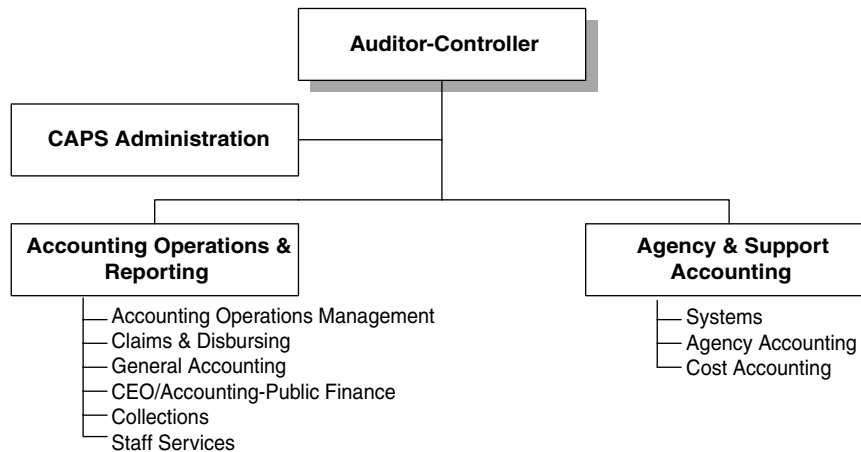 Auditor-Controller
CAPS Administration
Accounting Operations &
Reporting
Accounting Operations Management
Claims & Disbursing
General Accounting
CEO/Accounting-Public Finance
Collections
Staff Services
Agency & Support
Accounting
Systems
Agency Accounting
Cost Accounting